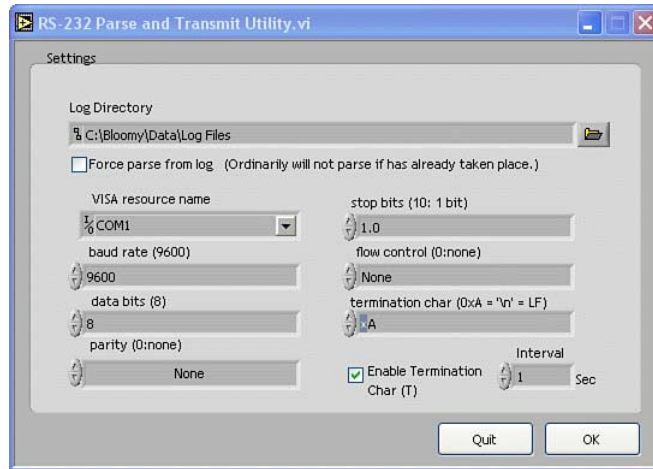 RS-232 Parse and Transmit Utility.vi
Settings
Log Directory
C:\Bloomy\Data\Log Files
Force parse from log (Ordinarily will not parse if has already taken place.)
VISA resource name
COM1
baud rate (9600)
9600
data bits (8)
8
parity (0:none)
None
stop bits (10: 1 bit)
1.0
flow control (0:none)
None
termination char (0xA = '\n' = LF)
xA
Enable Termination
Char (T)
Interval
1
Sec
Quit
OK